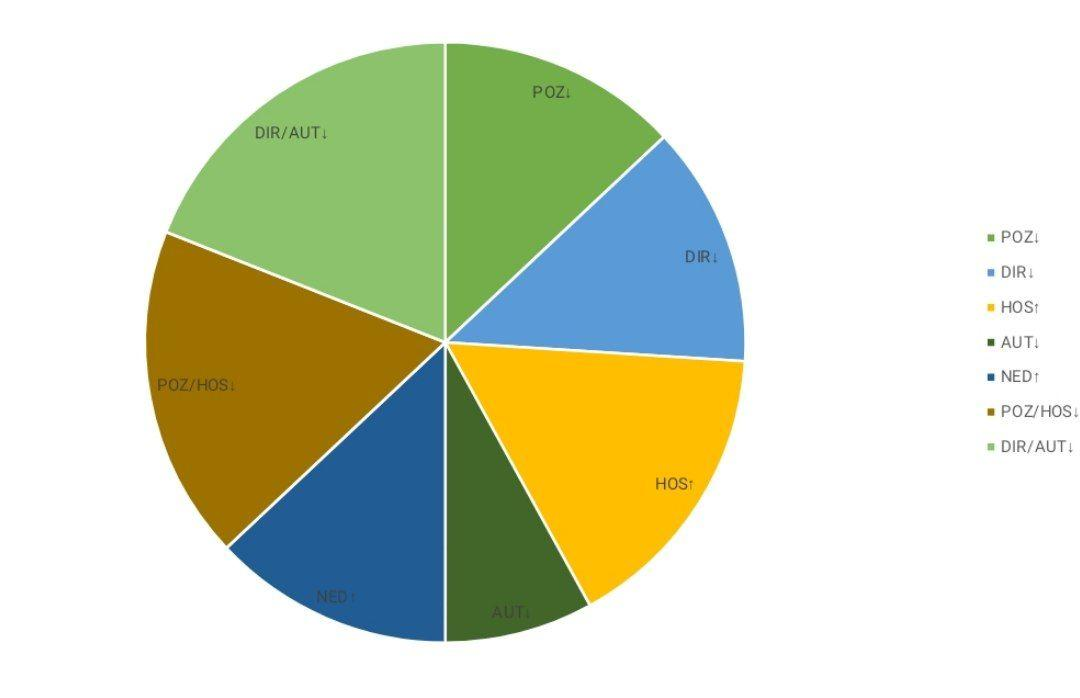 POZ↓
DIR/AUT↓
DIR↓
POZ/HOS↓
HOS↑
NED↑
AUT↓
POZ↓
DIR↓
HOS↑
AUT↓
NED↑
POZ/HOS↓
DIR/AUT↓